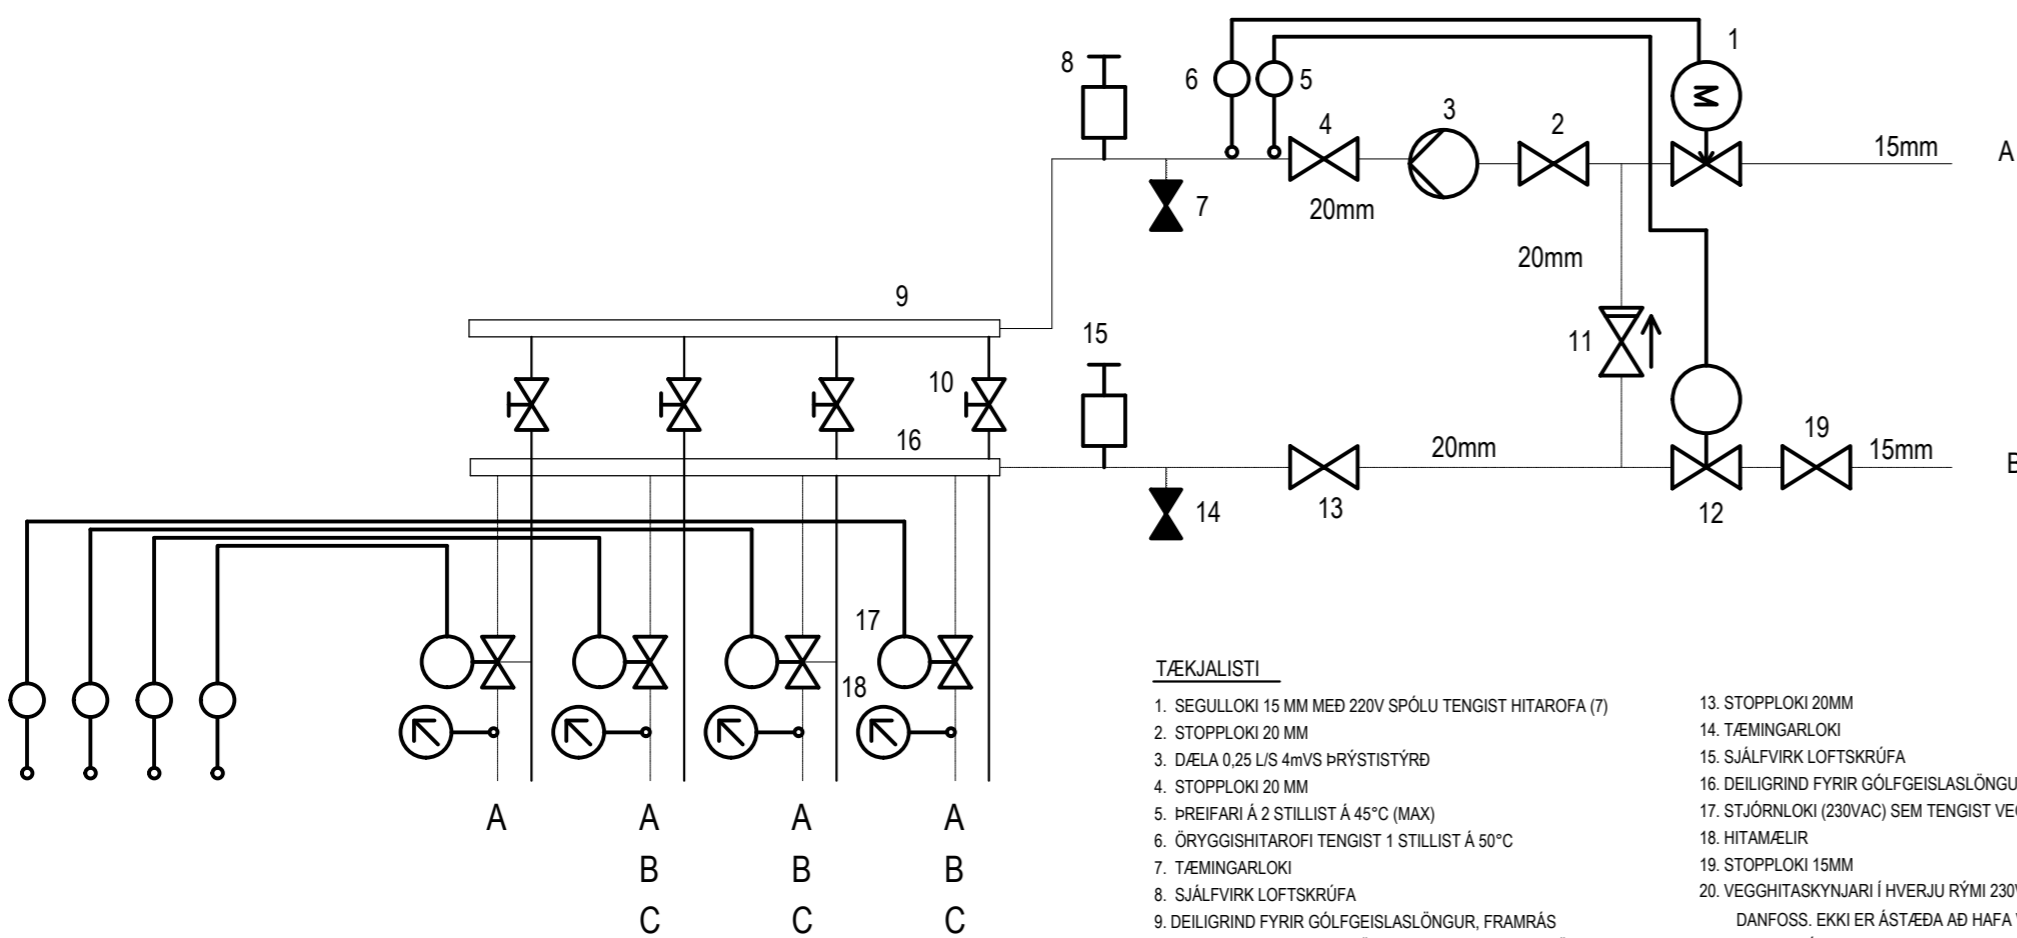 1
8
6
5
3
4
2
15mm
A
7
20mm
20mm
9
15
11
10
19
16
20mm
15mm
B
14
13
12
17
18
A
A
A
A
B
B
B
C
C
C
TÆKJALISTI
1. SEGULLOKI 15 MM MEÐ 220V SPÓLU TENGIST HITAROFA (7)
2. STOPPLOKI 20 MM
3. DÆLA 0,25 L/S 4mVS ÞRÝSTISTÝRÐ
4. STOPPLOKI 20 MM
5. ÞREIFARI Á 2 STILLIST Á 45°C (MAX)
6. ÖRYGGISHITAROFI TENGIST 1 STILLIST Á 50°C
7. TÆMINGARLOKI
8. SJÁLFVIRK LOFTSKRÚFA
9. DEILIGRIND FYRIR GÓLFGEISLASLÖNGUR, FRAMRÁS
13. STOPPLOKI 20MM
14. TÆMINGARLOKI
15. SJÁLFVIRK LOFTSKRÚFA
16. DEILIGRIND FYRIR GÓLFGEISLASLÖNGU
17. STJÓRNLOKI (230VAC) SEM TENGIST
18. HITAMÆLIR
19. STOPPLOKI 15MM
20. VEGGHITASKYNJARI Í HVERJU RÝMI 230
DANFOSS. EKKI ER ÁSTÆÐA AÐ HAFA